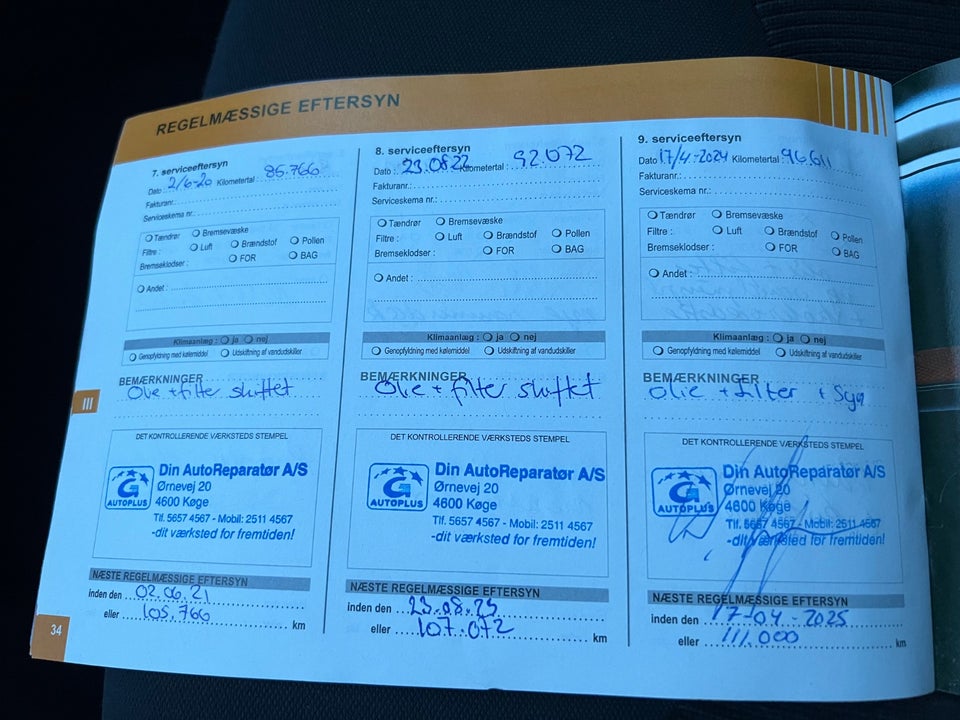 REGELMÆSSIGE EFTERSYN
7. serviceeftersyn
Dato : 2/6-20 Kilometertal : 85.766
Fakturanr.:
Serviceskema nr.:
Tændrør Bremsevæske
Filtre : Luft Brændstof Pollen
Bremseklodser : FOR BAG
Andet :
Klimaanlæg : ja nej
Genopfyldning med kølemiddel Udskiftning af vandudskiller
BEMÆRKNINGER
Olie + filter skiftet
DET KONTROLLERENDE VÆRKSTEDS STEMPEL
G
AUTOPLUS
Din AutoReparatør A/S
Ørnevej 20
4600 Køge
Tlf. 5657 4567 - Mobil: 2511 4567
-dit værksted for fremtiden!
NÆSTE REGELMÆSSIGE EFTERSYN
inden den 02.06.21
eller 105.766 km
8. serviceeftersyn
Dato : 23.08.22 Kilometertal : 92.072
Fakturanr.:
Serviceskema nr.:
Tændrør Bremsevæske
Filtre : Luft Brændstof Pollen
Bremseklodser : FOR BAG
Andet :
Klimaanlæg : ja nej
Genopfyldning med kølemiddel Udskiftning af vandudskiller
BEMÆRKNINGER
Olie + filter skiftet
DET KONTROLLERENDE VÆRKSTEDS STEMPEL
G
AUTOPLUS
Din AutoReparatør A/S
Ørnevej 20
4600 Køge
Tlf. 5657 4567 - Mobil: 2511 4567
-dit værksted for fremtiden!
NÆSTE REGELMÆSSIGE EFTERSYN
inden den 23.08.23
eller 107.072 km
9. serviceeftersyn
Dato 17/4-2024 Kilometertal : 96.611
Fakturanr.:
Serviceskema nr.:
Tændrør Bremsevæske
Filtre : Luft Brændstof Pollen
Bremseklodser : FOR BAG
Andet :
Klimaanlæg : ja nej
Genopfyldning med kølemiddel Udskiftning af vandudskiller
BEMÆRKNINGER
Olie + filter + Syn
DET KONTROLLERENDE VÆRKSTEDS STEMPEL
G
AUTOPLUS
Din AutoReparatør A/S
Ørnevej 20
4600 Køge
Tlf. 5657 4567 - Mobil: 2511 4567
-dit værksted for fremtiden!
NÆSTE REGELMÆSSIGE EFTERSYN
inden den 17-04-2025
eller 111.000 km
III
34